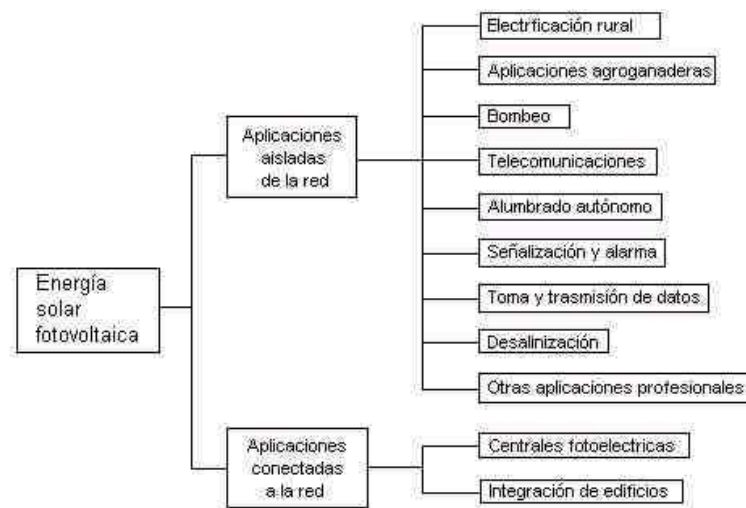 Energía
solar
fotovoltaica
Aplicaciones
aisladas
de la red
Electrficación rural
Aplicaciones agroganaderas
Bombeo
Telecomunicaciones
Alumbrado autónomo
Señalización y alarma
Toma y trasmisión de datos
Desalinización
Otras aplicaciones profesionales
Aplicaciones
conectadas
a la red
Centrales fotoelectricas
Integración de edificios